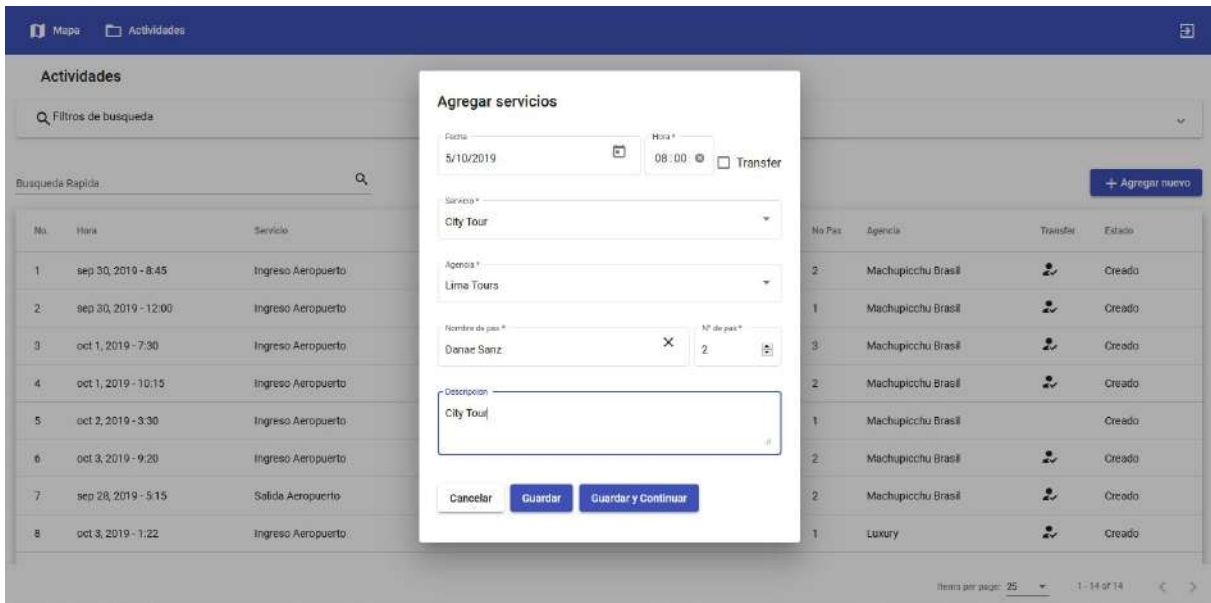 Mapa Actividades
Actividades
Filtros de busqueda
Busqueda Rapida
+ Agregar nuevo
Agregar servicios
Fecha
5/10/2019
Hora *
08:00
Transfer
Servicio *
City Tour
Agencia *
Lima Tours
Nombre de pax *
Danae Sanz
N° de pax *
2
Descripcion
City Tour
Cancelar Guardar Guardar y Continuar
No. Hora Servicio No Pax Agencia Transfer Estado
1 sep 30, 2019 - 8:45 Ingreso Aeropuerto 2 Machupicchu Brasil Creado
2 sep 30, 2019 - 12:00 Ingreso Aeropuerto 1 Machupicchu Brasil Creado
3 oct 1, 2019 - 7:30 Ingreso Aeropuerto 3 Machupicchu Brasil Creado
4 oct 1, 2019 - 10:15 Ingreso Aeropuerto 2 Machupicchu Brasil Creado
5 oct 2, 2019 - 3:30 Ingreso Aeropuerto 1 Machupicchu Brasil Creado
6 oct 3, 2019 - 9:20 Ingreso Aeropuerto 2 Machupicchu Brasil Creado
7 sep 28, 2019 - 5:15 Salida Aeropuerto 2 Machupicchu Brasil Creado
8 oct 3, 2019 - 1:22 Ingreso Aeropuerto 1 Luxury Creado
Items per page: 25 1 - 14 of 14